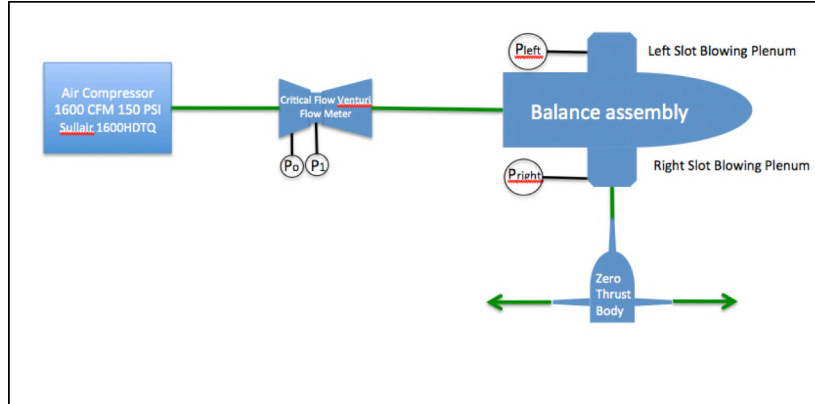 Air Compressor
1600 CFM 150 PSI
Sullair 1600HDTQ
Critical Flow Venturi
Flow Meter
Po
P1
Pleft
Left Slot Blowing Plenum
Balance assembly
Pright
Right Slot Blowing Plenum
Zero
Thrust
Body